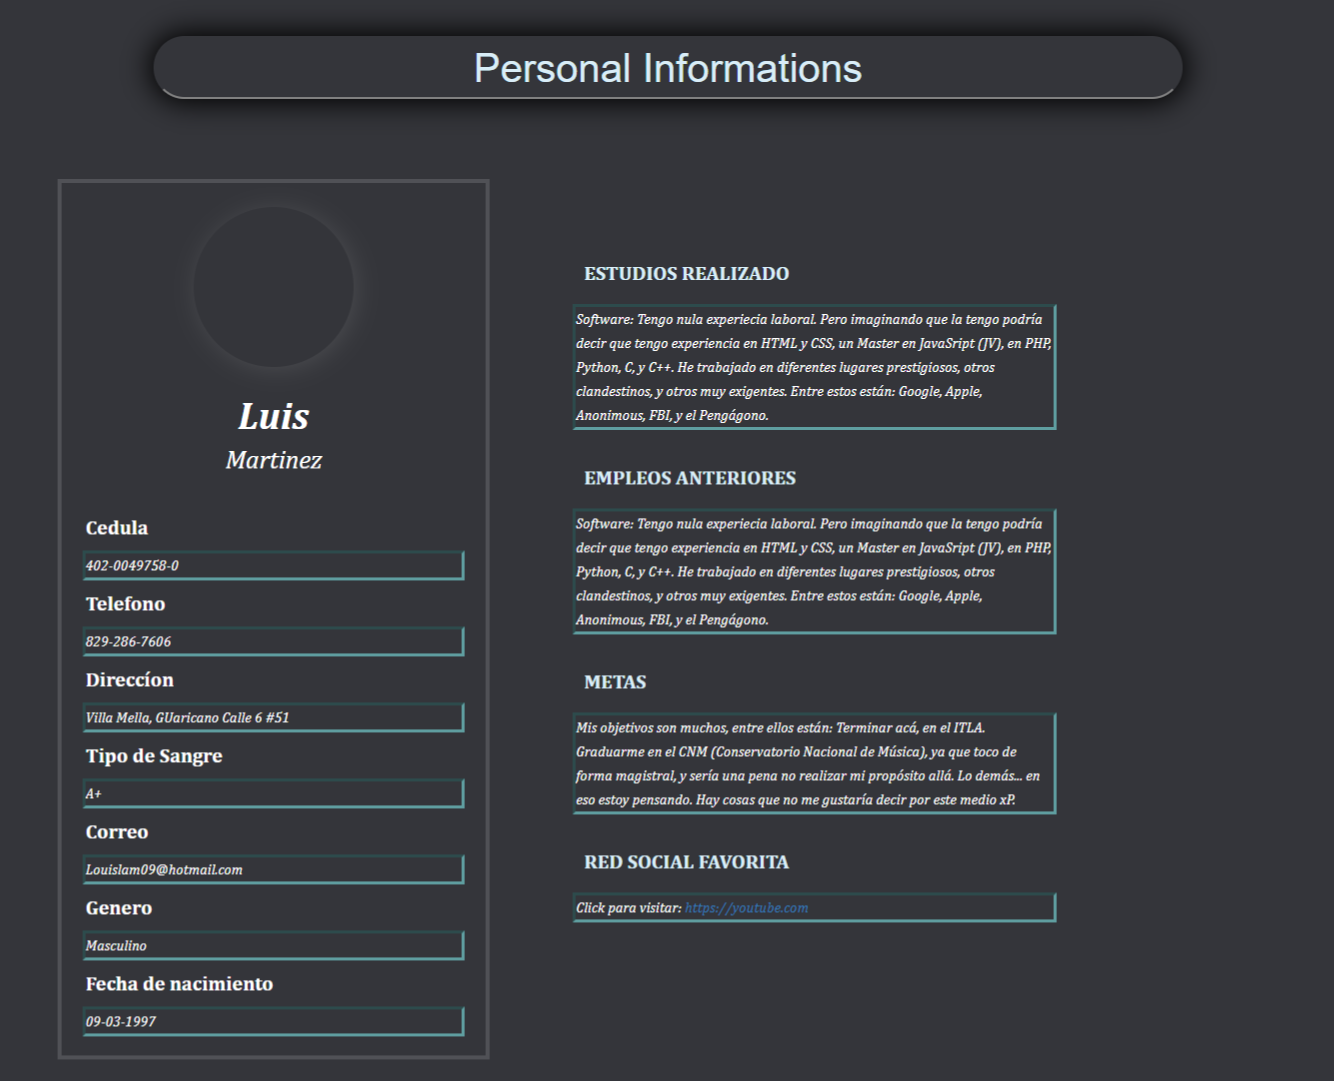 Personal Informations
Luis
Martinez
Cedula
402-0049758-0
Telefono
829-286-7606
Direccíon
Villa Mella, GUaricano Calle 6 #51
Tipo de Sangre
A+
Correo
Louislam09@hotmail.com
Genero
Masculino
Fecha de nacimiento
09-03-1997
ESTUDIOS REALIZADO
Software: Tengo nula experiecia laboral. Pero imaginando que la tengo podría
decir que tengo experiencia en HTML y CSS, un Master en JavaSript (JV), en PHP,
Python, C, y C++. He trabajado en diferentes lugares prestigiosos, otros
clandestinos, y otros muy exigentes. Entre estos están: Google, Apple,
Anonimous, FBI, y el Pengágono.
EMPLEOS ANTERIORES
Software: Tengo nula experiecia laboral. Pero imaginando que la tengo podría
decir que tengo experiencia en HTML y CSS, un Master en JavaSript (JV), en PHP,
Python, C, y C++. He trabajado en diferentes lugares prestigiosos, otros
clandestinos, y otros muy exigentes. Entre estos están: Google, Apple,
Anonimous, FBI, y el Pengágono.
METAS
Mis objetivos son muchos, entre ellos están: Terminar acá, en el ITLA.
Graduarme en el CNM (Conservatorio Nacional de Música), ya que toco de
forma magistral, y sería una pena no realizar mi propósito allá. Lo demás... en
eso estoy pensando. Hay cosas que no me gustaría decir por este medio xP.
RED SOCIAL FAVORITA
Click para visitar: https://youtube.com